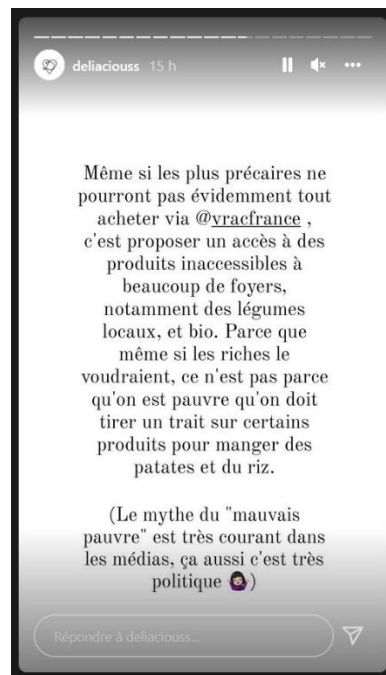 deliaciouss 15 h
Même si les plus précaires ne
pourront pas évidemment tout
acheter via @vracfrance ,
c'est proposer un accès à des
produits inaccessibles à
beaucoup de foyers,
notamment des légumes
locaux, et bio. Parce que
même si les riches le
voudraient, ce n'est pas parce
qu'on est pauvre qu'on doit
tirer un trait sur certains
produits pour manger des
patates et du riz.
(Le mythe du "mauvais
pauvre" est très courant dans
les médias, ça aussi c'est très
politique 🤷🏻‍♀️)
Répondre à deliaciouss...